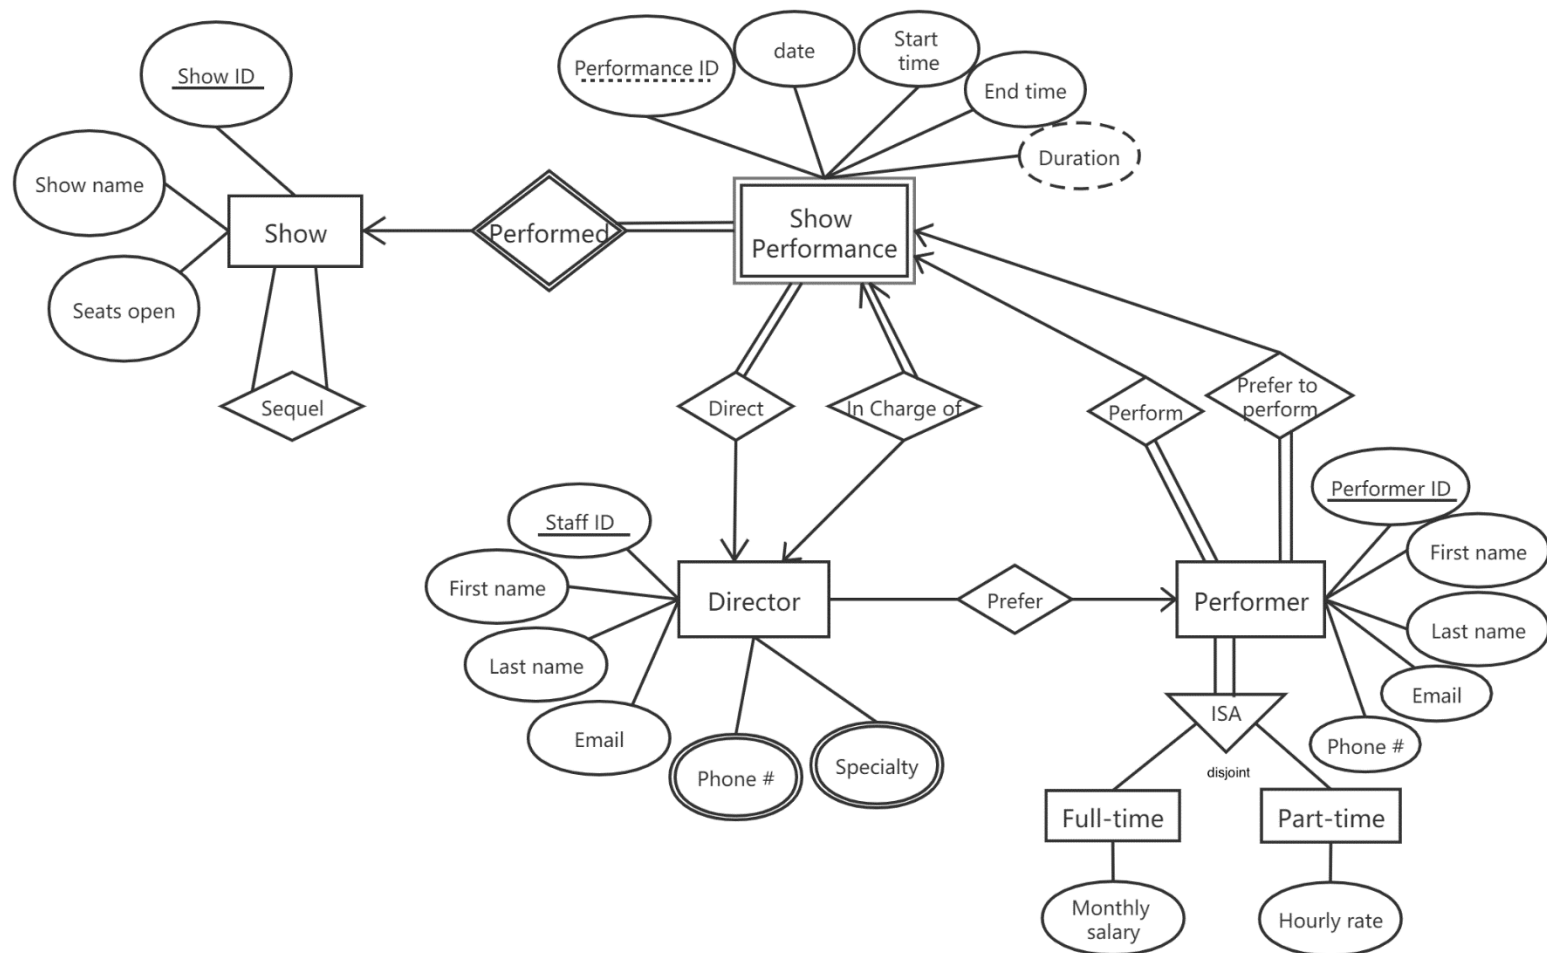 Show ID
Performance ID
date
Start
time
End time
Duration
Show name
Show
Performed
Show
Performance
Seats open
Sequel
Direct
In Charge of
Perform
Prefer to
perform
Staff ID
Performer ID
First name
First name
Director
Prefer
Performer
Last name
Last name
Email
Email
Phone #
Specialty
ISA
Phone #
disjoint
Full-time
Part-time
Monthly
salary
Hourly rate